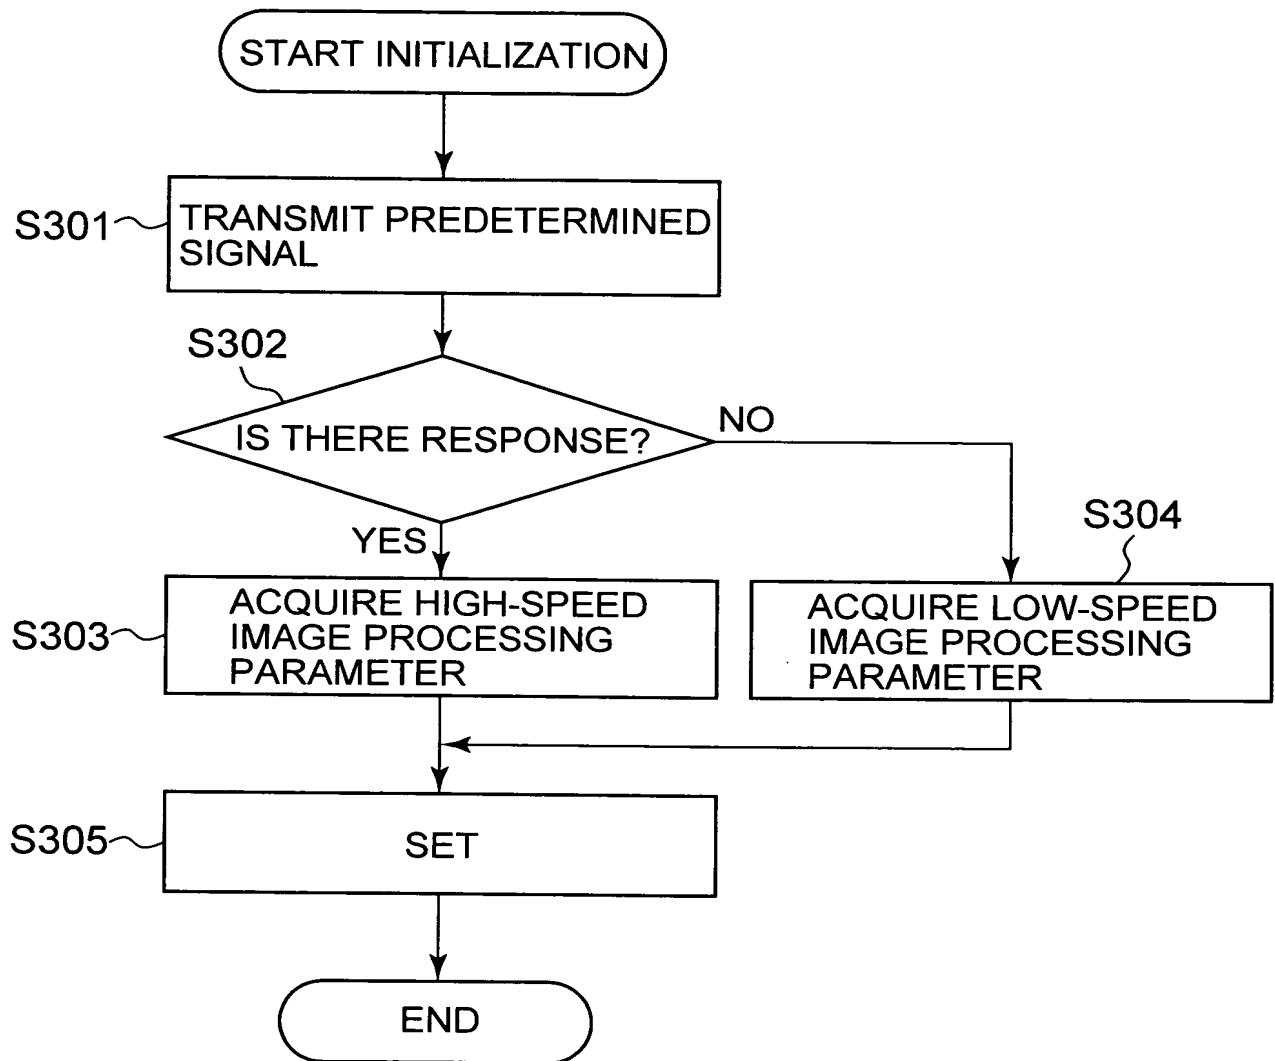 START INITIALIZATION
S301
TRANSMIT PREDETERMINED
SIGNAL
S302
IS THERE RESPONSE?
NO
YES
S303
ACQUIRE HIGH-SPEED
IMAGE PROCESSING
PARAMETER
S304
ACQUIRE LOW-SPEED
IMAGE PROCESSING
PARAMETER
S305
SET
END